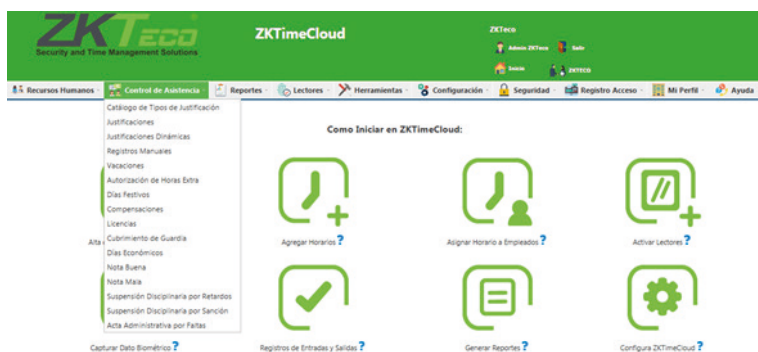 ZKTeco
Security and Time Management Solutions
ZKTimeCloud
ZKTeco
Admin ZKTeco Salir
Inicio ZKTECO
Recursos Humanos Control de Asistencia Reportes Lectores Herramientas Configuración Seguridad Registro Acceso Mi Perfil Ayuda
Catálogo de Tipos de Justificación
Justificaciones
Justificaciones Dinámicas
Registros Manuales
Vacaciones
Autorización de Horas Extra
Días Festivos
Compensaciones
Licencias
Cubrimiento de Guardia
Días Económicos
Nota Buena
Nota Mala
Suspensión Disciplinaria por Retardos
Suspensión Disciplinaria por Sanción
Acta Administrativa por Faltas
Como Iniciar en ZKTimeCloud:
Alta
Agregar Horarios ?
Asignar Horario a Empleados ?
Activar Lectores ?
Capturar Dato Biométrico ?
Registros de Entradas y Salidas ?
Generar Reportes ?
Configura ZKTimeCloud ?